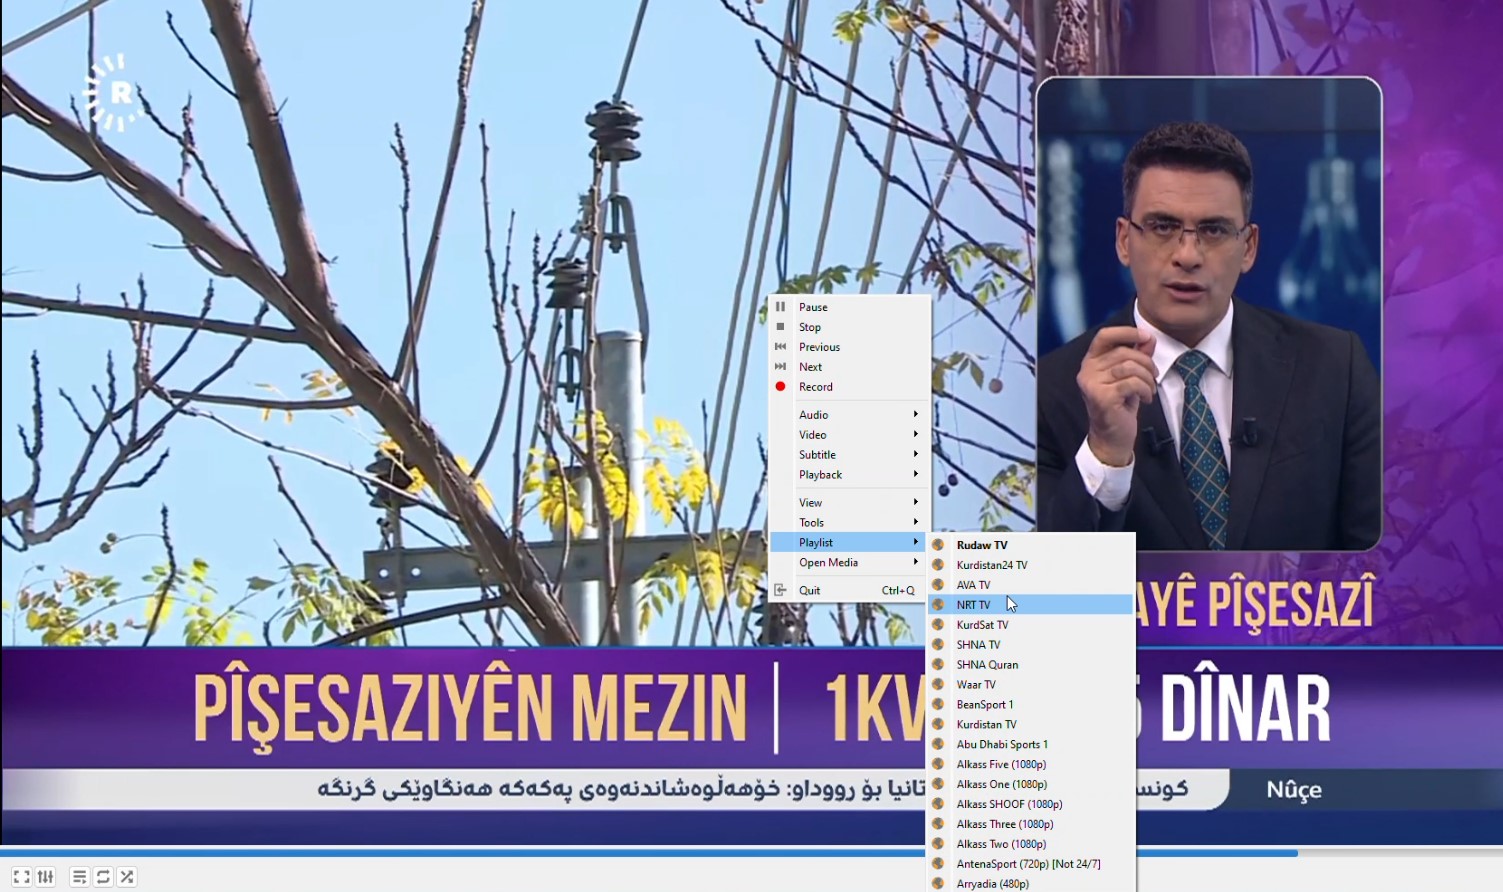 R
Pause
Stop
Previous
Next
Record
Audio
Video
Subtitle
Playback
View
Tools
Playlist
Open Media
Quit Ctrl+Q
Rudaw TV
Kurdistan24 TV
AVA TV
NRT TV
KurdSat TV
SHNA TV
SHNA Quran
Waar TV
BeanSport 1
Kurdistan TV
Abu Dhabi Sports 1
Alkass Five (1080p)
Alkass One (1080p)
Alkass SHOOF (1080p)
Alkass Three (1080p)
Alkass Two (1080p)
AntenaSport (720p) [Not 24/7]
Arryadia (480p)
AYÊ PÎŞESAZÎ
PÎŞESAZIYÊN MEZIN | 1KV DÎNAR
کونس تانیا بۆ رووداو: خۆهەڵوەشاندنەوەی پەکەکە هەنگاوێکی گرنگە
Nûçe